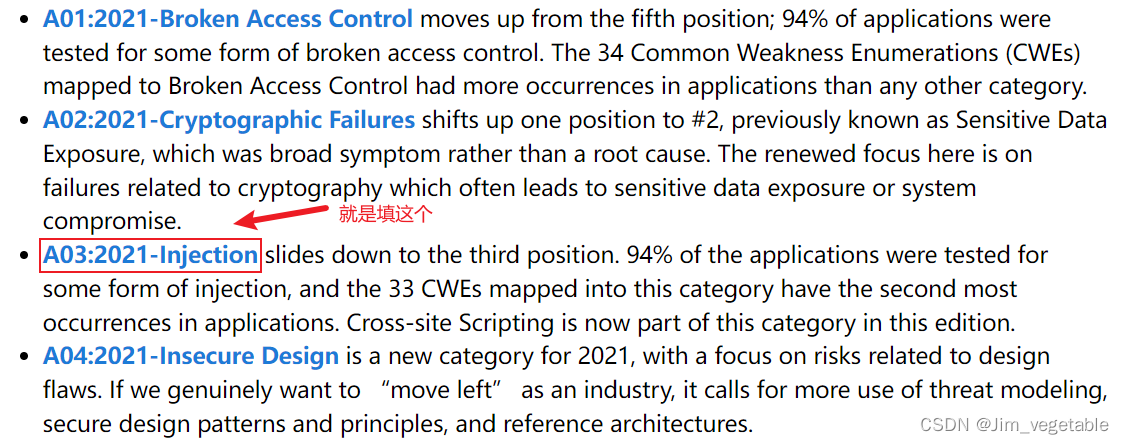 A01:2021-Broken Access Control moves up from the fifth position; 94% of applications were
tested for some form of broken access control. The 34 Common Weakness Enumerations (CWEs)
mapped to Broken Access Control had more occurrences in applications than any other category.
A02:2021-Cryptographic Failures shifts up one position to #2, previously known as Sensitive Data
Exposure, which was broad symptom rather than a root cause. The renewed focus here is on
failures related to cryptography which often leads to sensitive data exposure or system
compromise.
就是填这个
A03:2021-Injection slides down to the third position. 94% of the applications were tested for
some form of injection, and the 33 CWEs mapped into this category have the second most
occurrences in applications. Cross-site Scripting is now part of this category in this edition.
A04:2021-Insecure Design is a new category for 2021, with a focus on risks related to design
flaws. If we genuinely want to “move left” as an industry, it calls for more use of threat modeling,
secure design patterns and principles, and reference architectures.
CSDN @Jim_vegetable